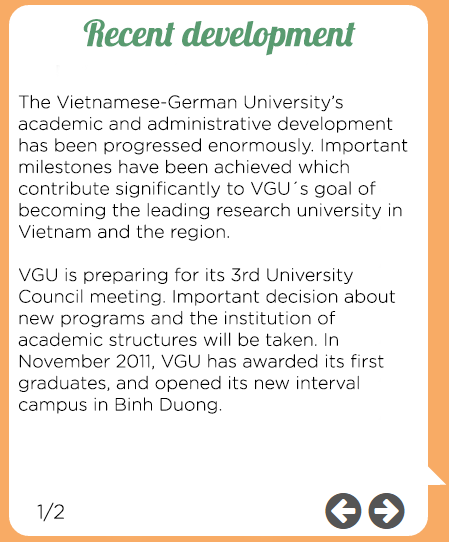 Recent development
The Vietnamese-German University's
academic and administrative development
has been progressed enormously. Important
milestones have been achieved which
contribute significantly to VGU´s goal of
becoming the leading research university in
Vietnam and the region.
VGU is preparing for its 3rd University
Council meeting. Important decision about
new programs and the institution of
academic structures will be taken. In
November 2011, VGU has awarded its first
graduates, and opened its new interval
campus in Binh Duong.
1/2